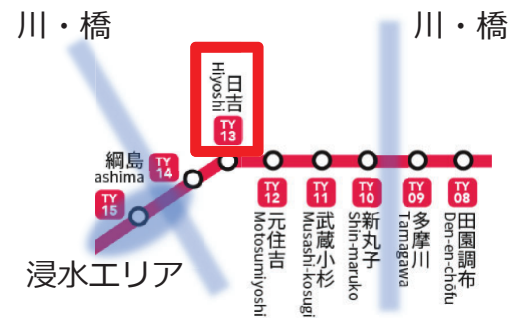 川・橋
川・橋
日吉
Hiyoshi
TY
13
綱島
ashima
TY
14
TY
15
TY
12
元住吉
Motosumiyoshi
TY
11
武蔵小杉
Musashi-kosugi
TY
10
新丸子
Shin-maruko
TY
09
多摩川
Tamagawa
TY
08
田園調布
Den-en-chōfu
浸水エリア